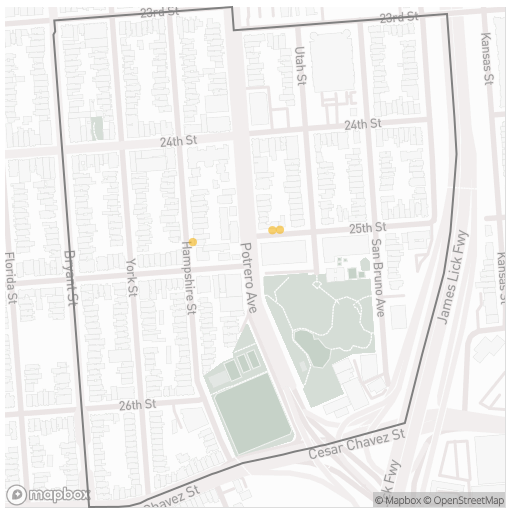 23rd St
23rd St
Kansas St
Utah St
24th St
24th St
25th St
Hampshire St
Potrero Ave
San Bruno Ave
Florida St
Bryant St
York St
James Lick Fwy
Kansas
26th St
Cesar Chavez St
Chavez St
k Fwy
mapbox
© Mapbox © OpenStreetMap